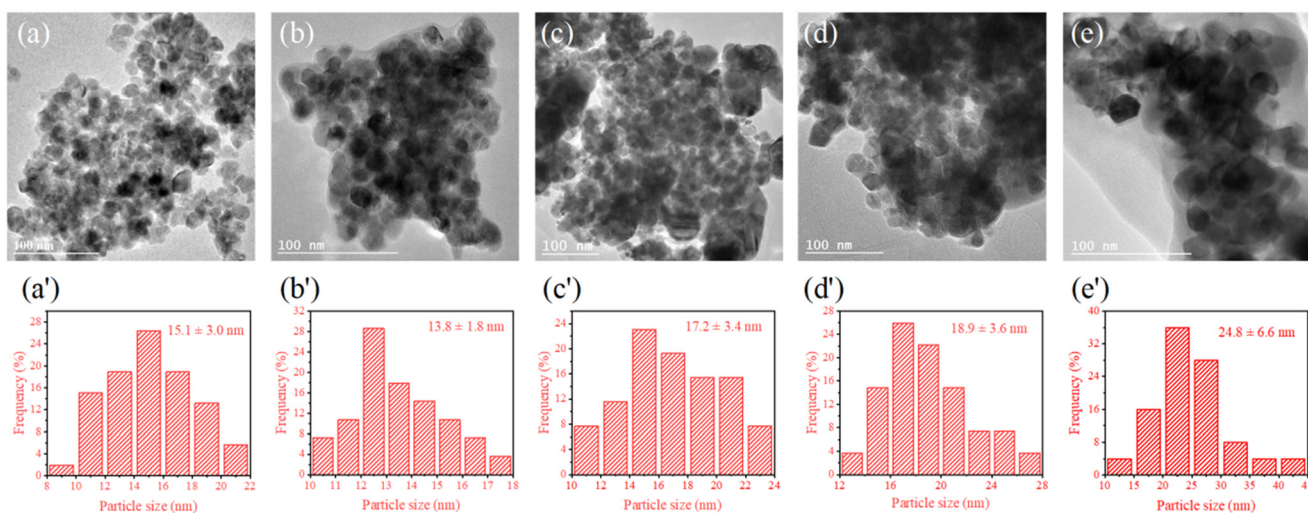 (a) (b) (c) (d) (e)
100 nm 100 nm 100 nm 100 nm 100 nm
(a') (b') (c') (d') (e')
15.1 ± 3.0 nm
28
24
20
16
12
8
4
0
Frequency (%)
8 10 12 14 16 18 20 22
Particle size (nm)
13.8 ± 1.8 nm
32
28
24
20
16
12
8
4
0
Frequency (%)
10 11 12 13 14 15 16 17 18
Particle size (nm)
17.2 ± 3.4 nm
24
20
16
12
8
4
0
Frequency (%)
10 12 14 16 18 20 22 24
Particle size (nm)
18.9 ± 3.6 nm
28
24
20
16
12
8
4
0
Frequency (%)
12 16 20 24 28
Particle size (nm)
24.8 ± 6.6 nm
40
32
24
16
8
0
Frequency (%)
10 15 20 25 30 35 40
Particle size (nm)